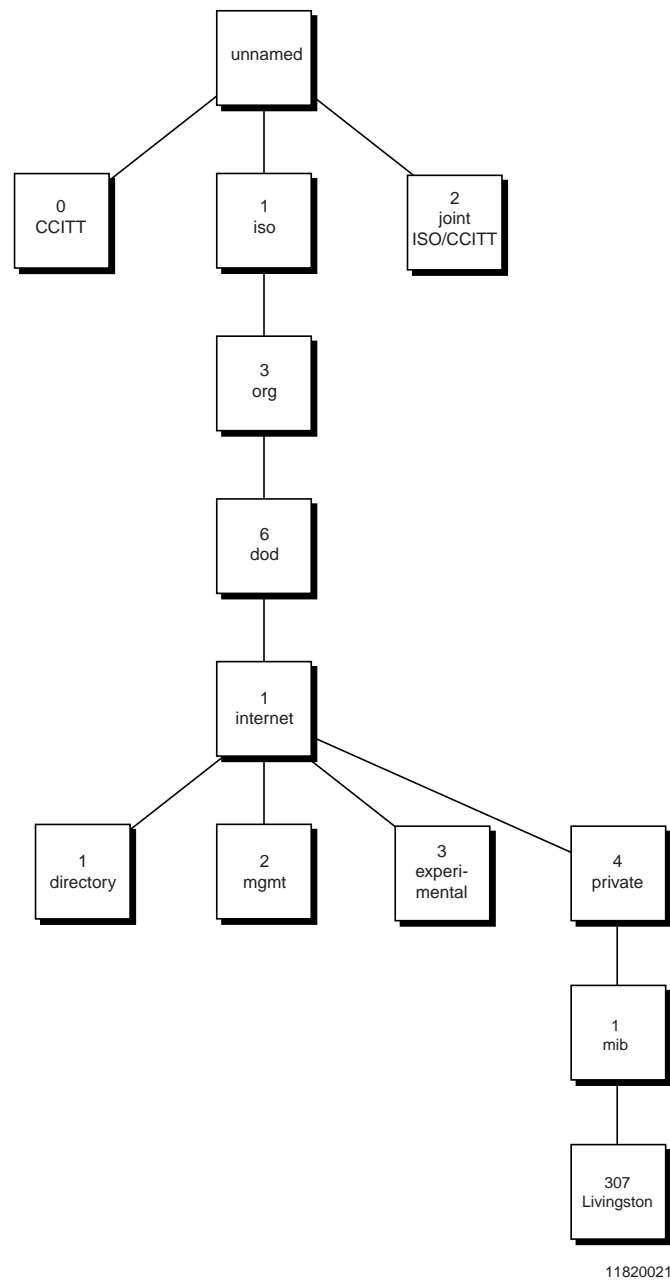 unnamed
0
CCITT
1
iso
2
joint
ISO/CCITT
3
org
6
dod
1
internet
1
directory
2
mgmt
3
experi-
mental
4
private
1
mib
307
Livingston
11820021